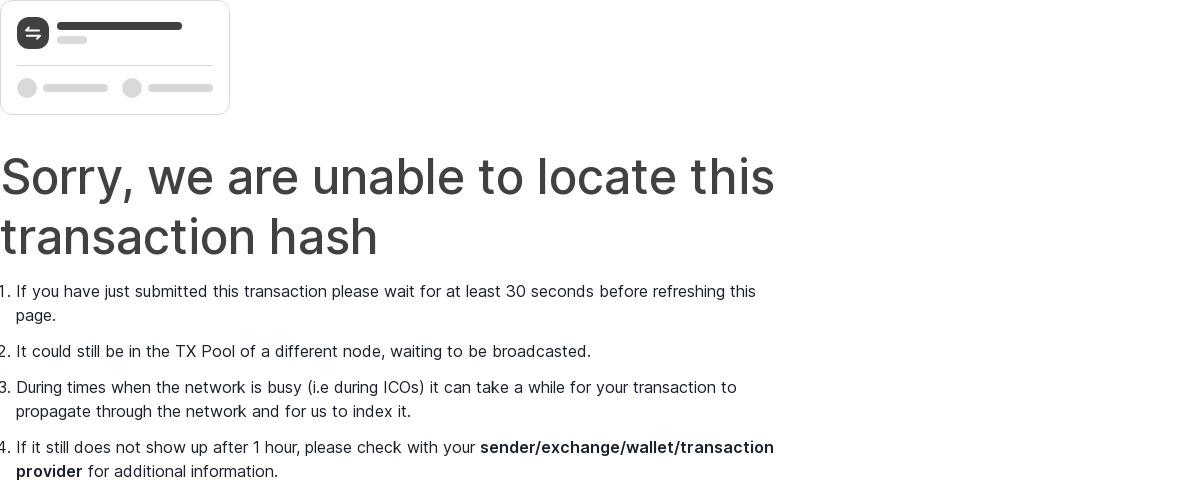 Sorry, we are unable to locate this
transaction hash
1. If you have just submitted this transaction please wait for at least 30 seconds before refreshing this
page.
2. It could still be in the TX Pool of a different node, waiting to be broadcasted.
3. During times when the network is busy (i.e during ICOs) it can take a while for your transaction to
propagate through the network and for us to index it.
4. If it still does not show up after 1 hour, please check with your sender/exchange/wallet/transaction
provider for additional information.